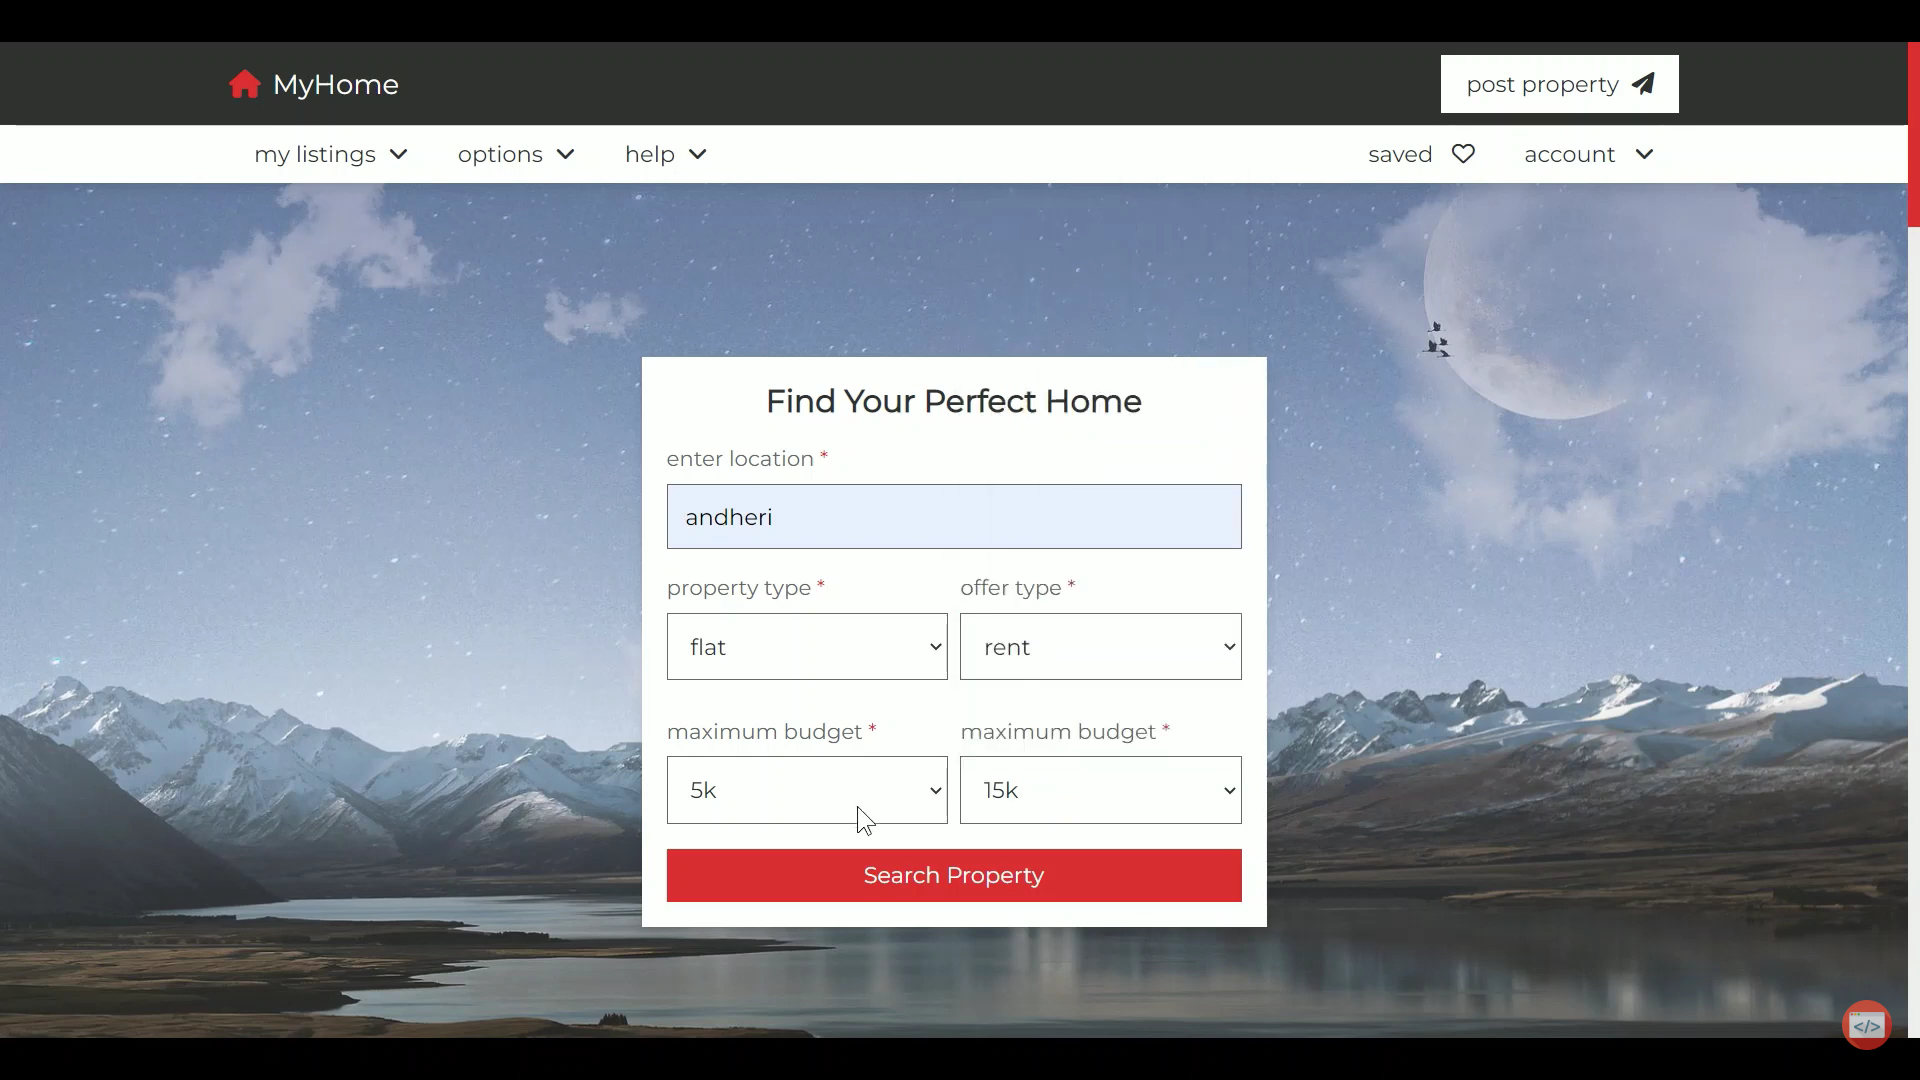 MyHome
post property
my listings
options
help
saved
account
Find Your Perfect Home
enter location *
andheri
property type *
offer type *
flat
rent
maximum budget *
maximum budget *
5k
15k
Search Property
</>